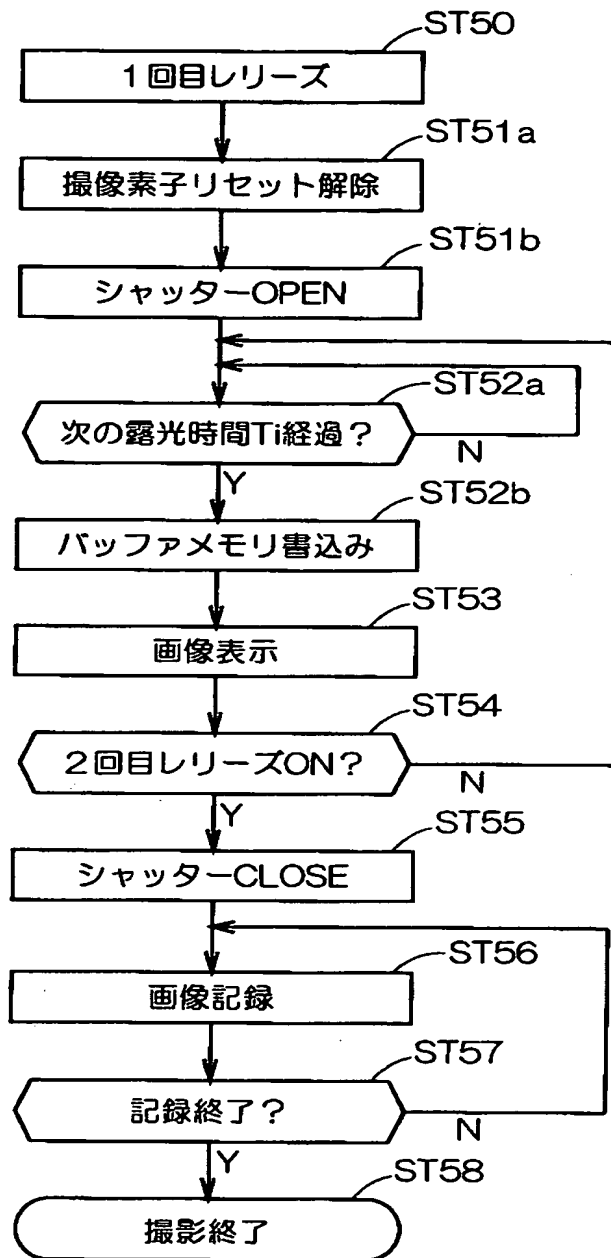 ST50
1回目レリーズ
ST51a
撮像素子リセット解除
ST51b
シャッターOPEN
ST52a
次の露光時間Ti経過?
N
Y
ST52b
バッファメモリ書込み
ST53
画像表示
ST54
2回目レリーズON?
N
Y
ST55
シャッターCLOSE
ST56
画像記録
ST57
記録終了?
N
Y
ST58
撮影終了